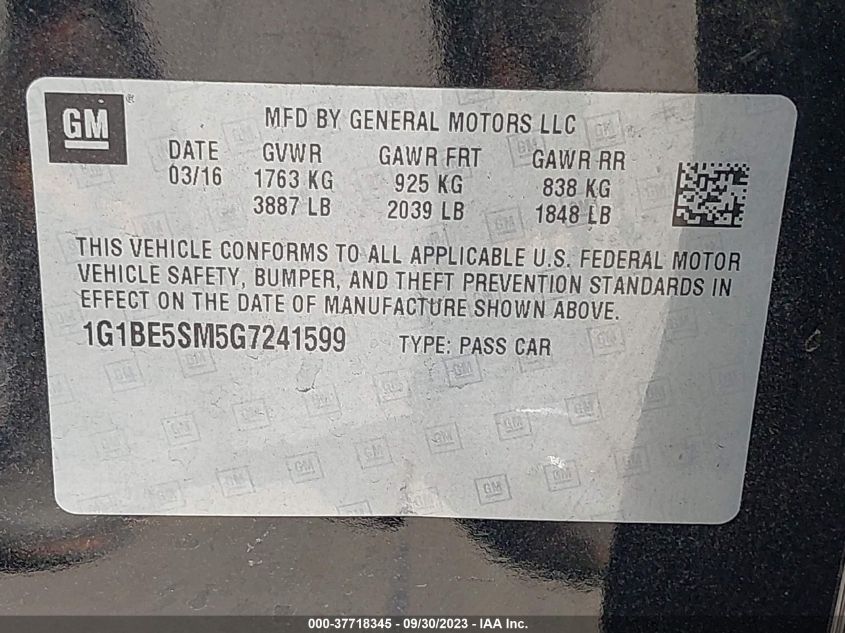 GM ®
MFD BY GENERAL MOTORS LLC
DATE GVWR GAWR FRT GAWR RR
03/16 1763 KG 925 KG 838 KG
3887 LB 2039 LB 1848 LB
THIS VEHICLE CONFORMS TO ALL APPLICABLE U.S. FEDERAL MOTOR
VEHICLE SAFETY, BUMPER, AND THEFT PREVENTION STANDARDS IN
EFFECT ON THE DATE OF MANUFACTURE SHOWN ABOVE.
1G1BE5SM5G7241599 TYPE: PASS CAR
000-37718345 — 09/30/2023 — IAA Inc.